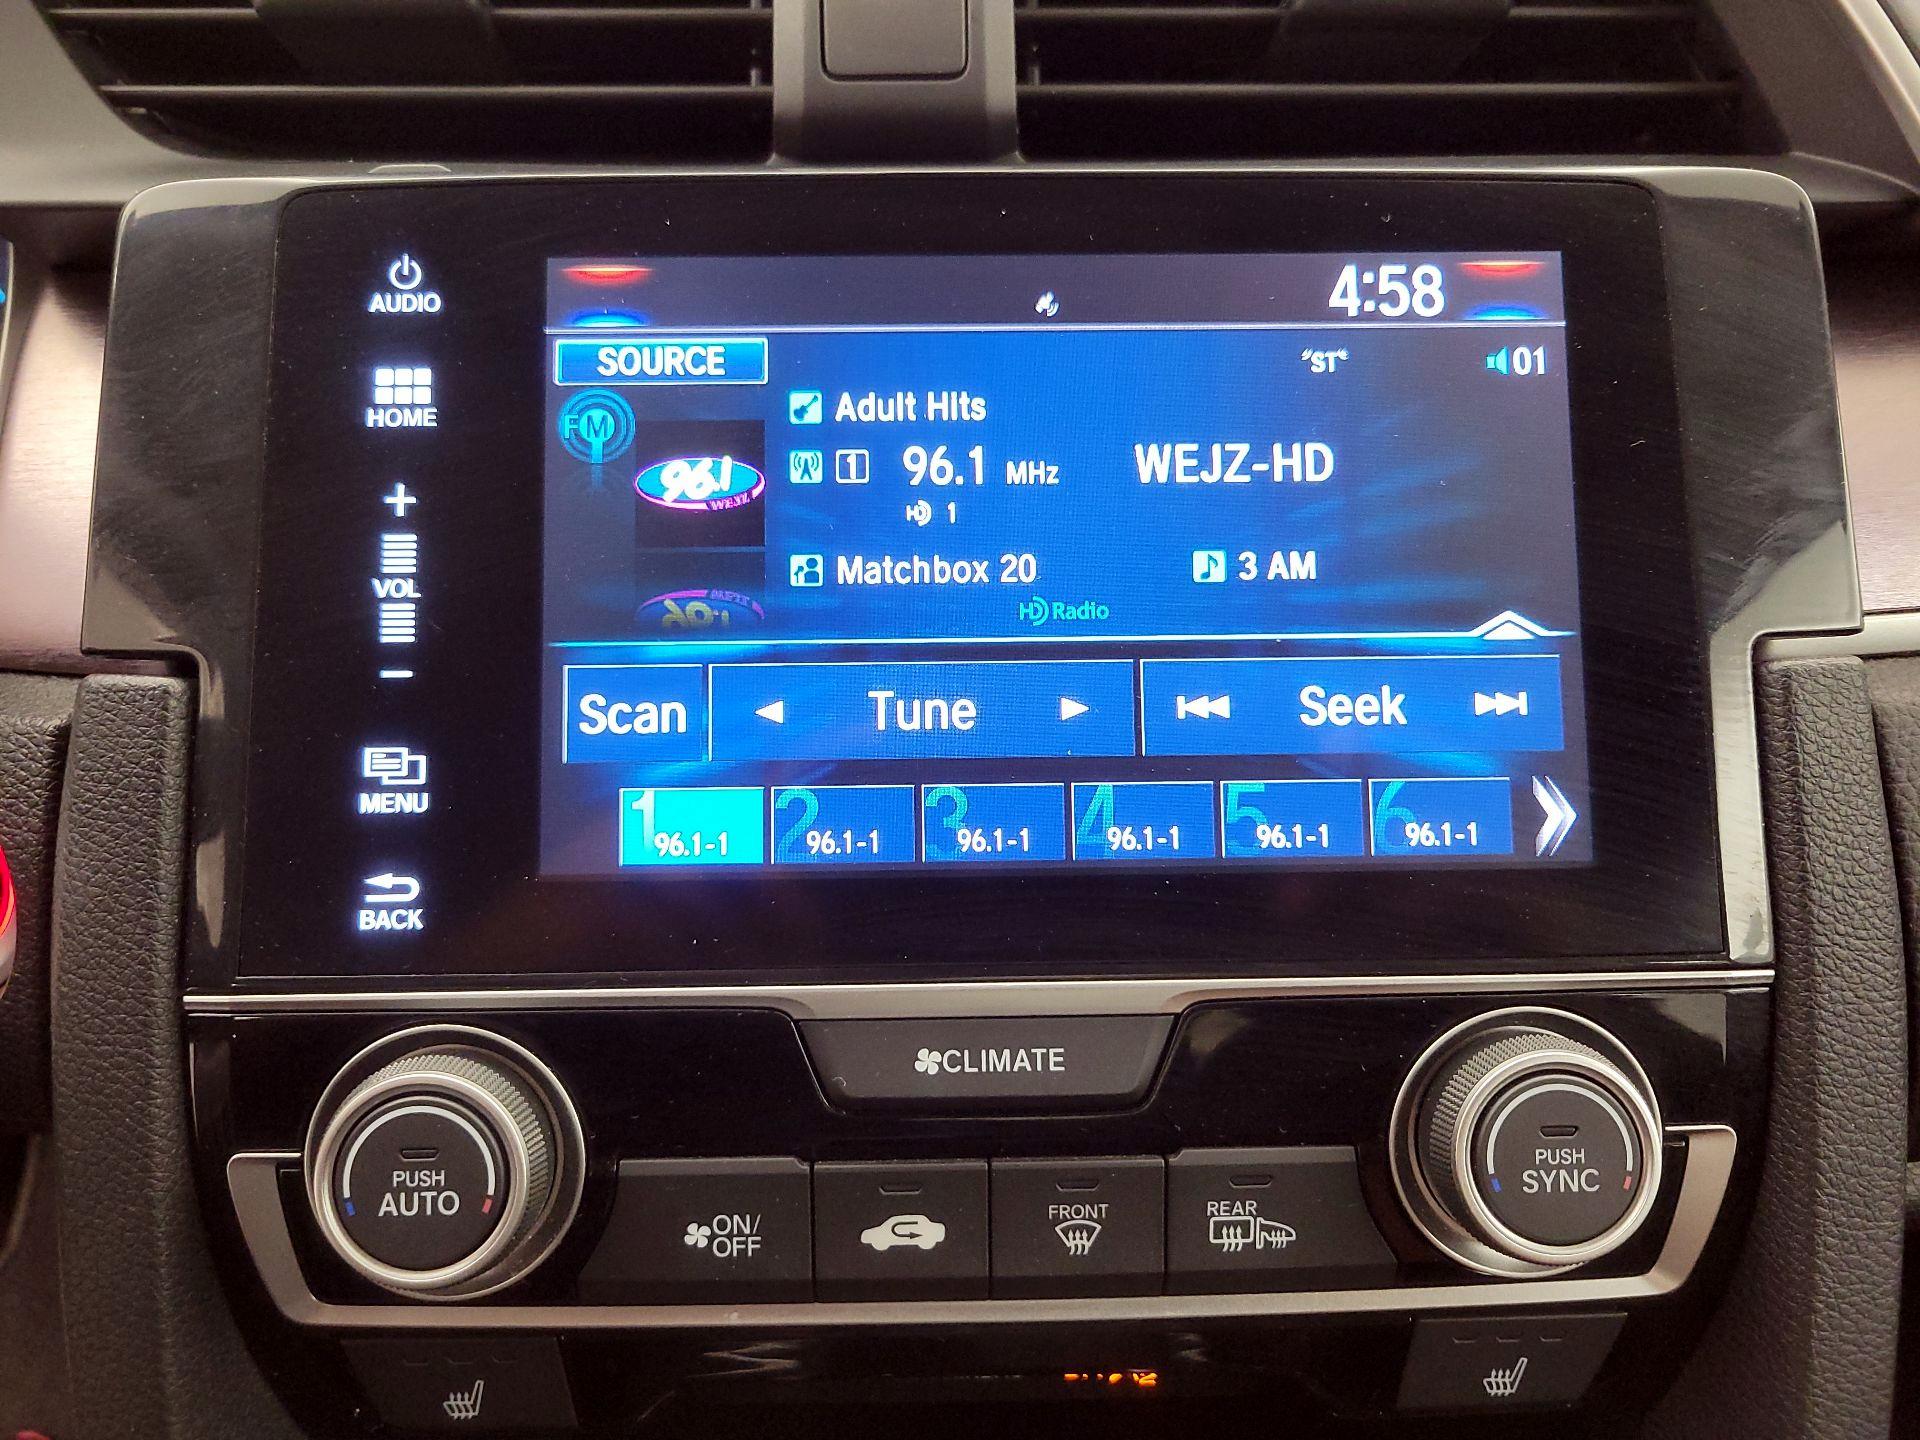 AUDIO
HOME
+
VOL
−
MENU
BACK
4:58
SOURCE
"ST"
01
FM
Adult Hits
96.1
WEJZ
1 96.1 MHz WEJZ-HD
HD 1
Matchbox 20 3 AM
HD Radio
Scan Tune Seek
1 96.1-1
2 96.1-1
3 96.1-1
4 96.1-1
5 96.1-1
6 96.1-1
CLIMATE
PUSH
AUTO
ON/
OFF
FRONT
REAR
PUSH
SYNC